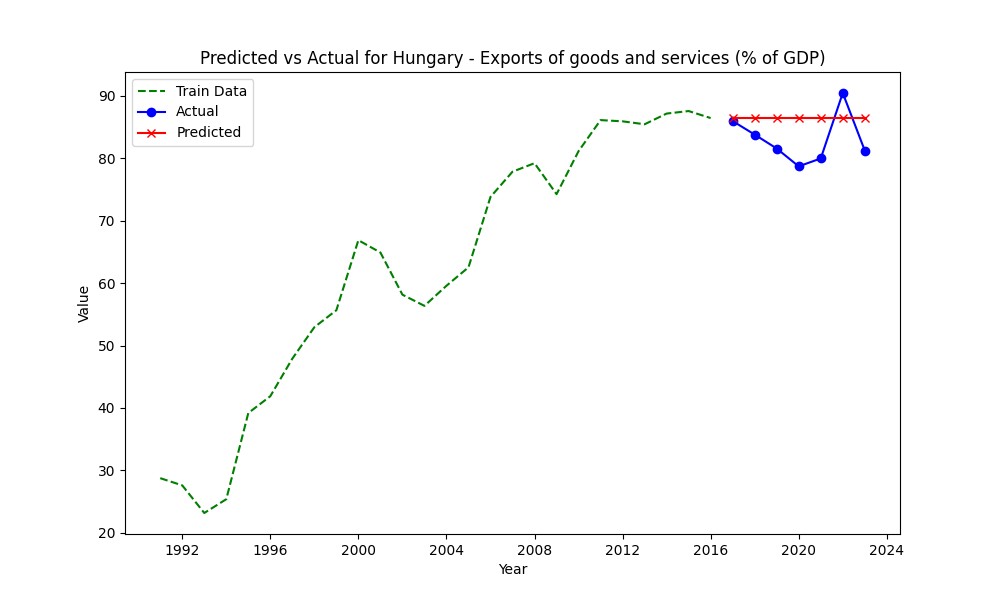 Predicted vs Actual for Hungary - Exports of goods and services (% of GDP)
Train Data
Actual
Predicted
90
80
70
60
50
40
30
20
Value
1992 1996 2000 2004 2008 2012 2016 2020 2024
Year